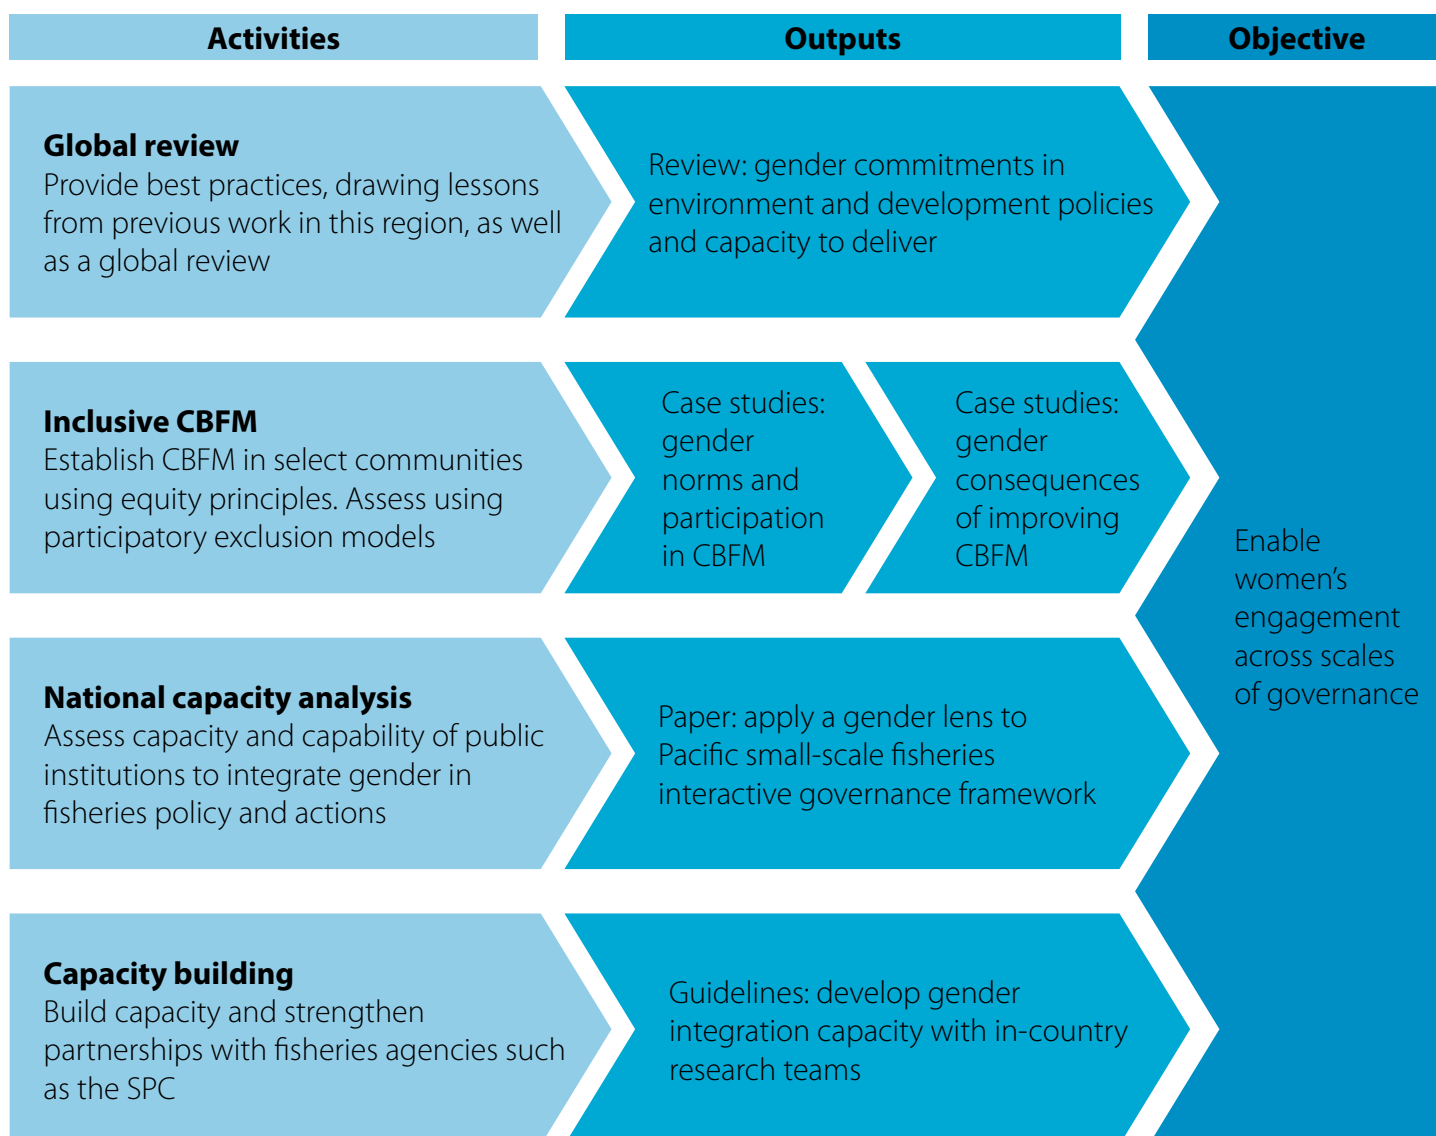 Activities
Outputs
Objective
Global review
Provide best practices, drawing lessons
from previous work in this region, as well
as a global review
Review: gender commitments in
environment and development policies
and capacity to deliver
Inclusive CBFM
Establish CBFM in select communities
using equity principles. Assess using
participatory exclusion models
Case studies:
gender
norms and
participation
in CBFM
Case studies:
gender
consequences
of improving
CBFM
National capacity analysis
Assess capacity and capability of public
institutions to integrate gender in
fisheries policy and actions
Paper: apply a gender lens to
Pacific small-scale fisheries
interactive governance framework
Capacity building
Build capacity and strengthen
partnerships with fisheries agencies such
as the SPC
Guidelines: develop gender
integration capacity with in-country
research teams
Enable
women’s
engagement
across scales
of governance